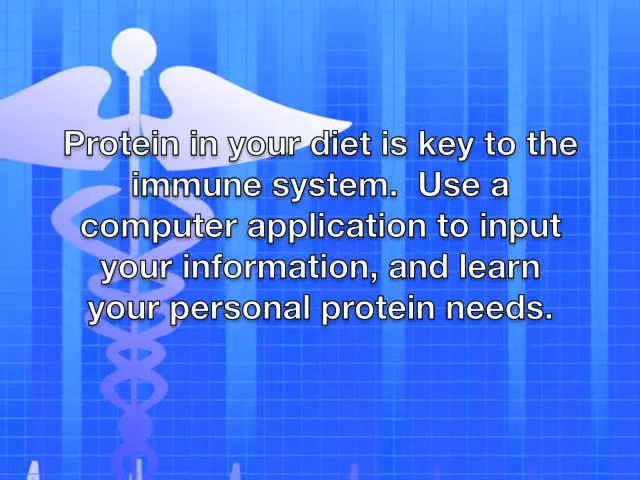 Protein in your diet is key to the
immune system.  Use a
computer application to input
your information, and learn
your personal protein needs.